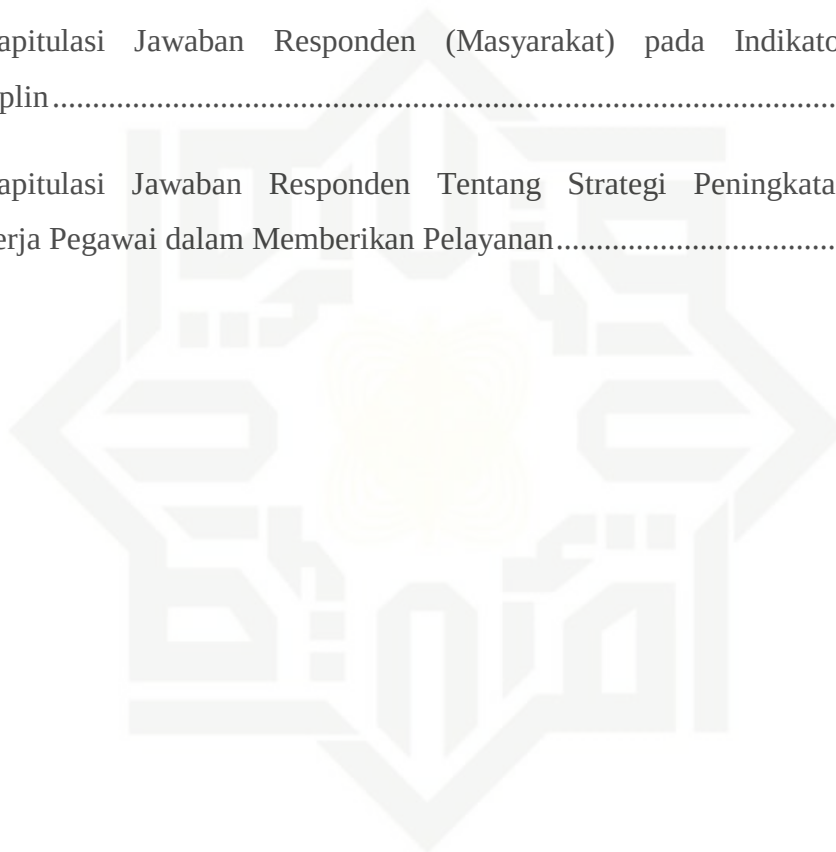 apitulasi Jawaban Responden (Masyarakat) pada Indikato
plin...................................................................................................
apitulasi Jawaban Responden Tentang Strategi Peningkata
erja Pegawai dalam Memberikan Pelayanan...................................